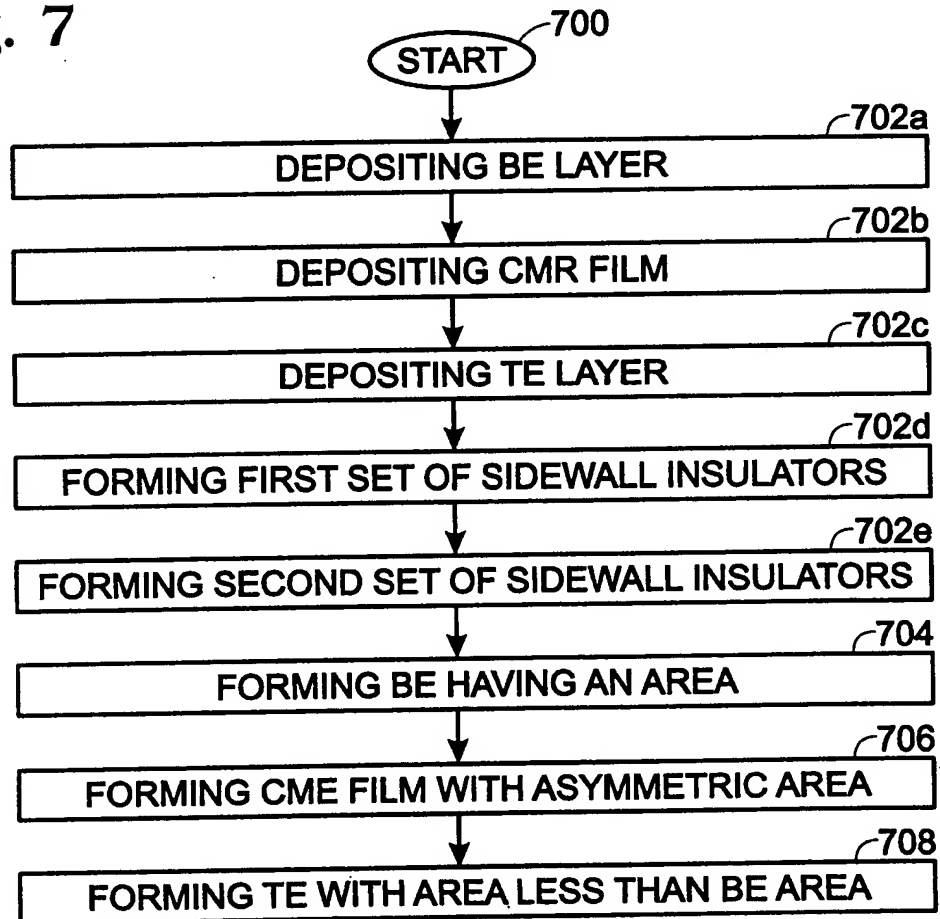 7
700
START
702a
DEPOSITING BE LAYER
702b
DEPOSITING CMR FILM
702c
DEPOSITING TE LAYER
702d
FORMING FIRST SET OF SIDEWALL INSULATORS
702e
FORMING SECOND SET OF SIDEWALL INSULATORS
704
FORMING BE HAVING AN AREA
706
FORMING CME FILM WITH ASYMMETRIC AREA
708
FORMING TE WITH AREA LESS THAN BE AREA